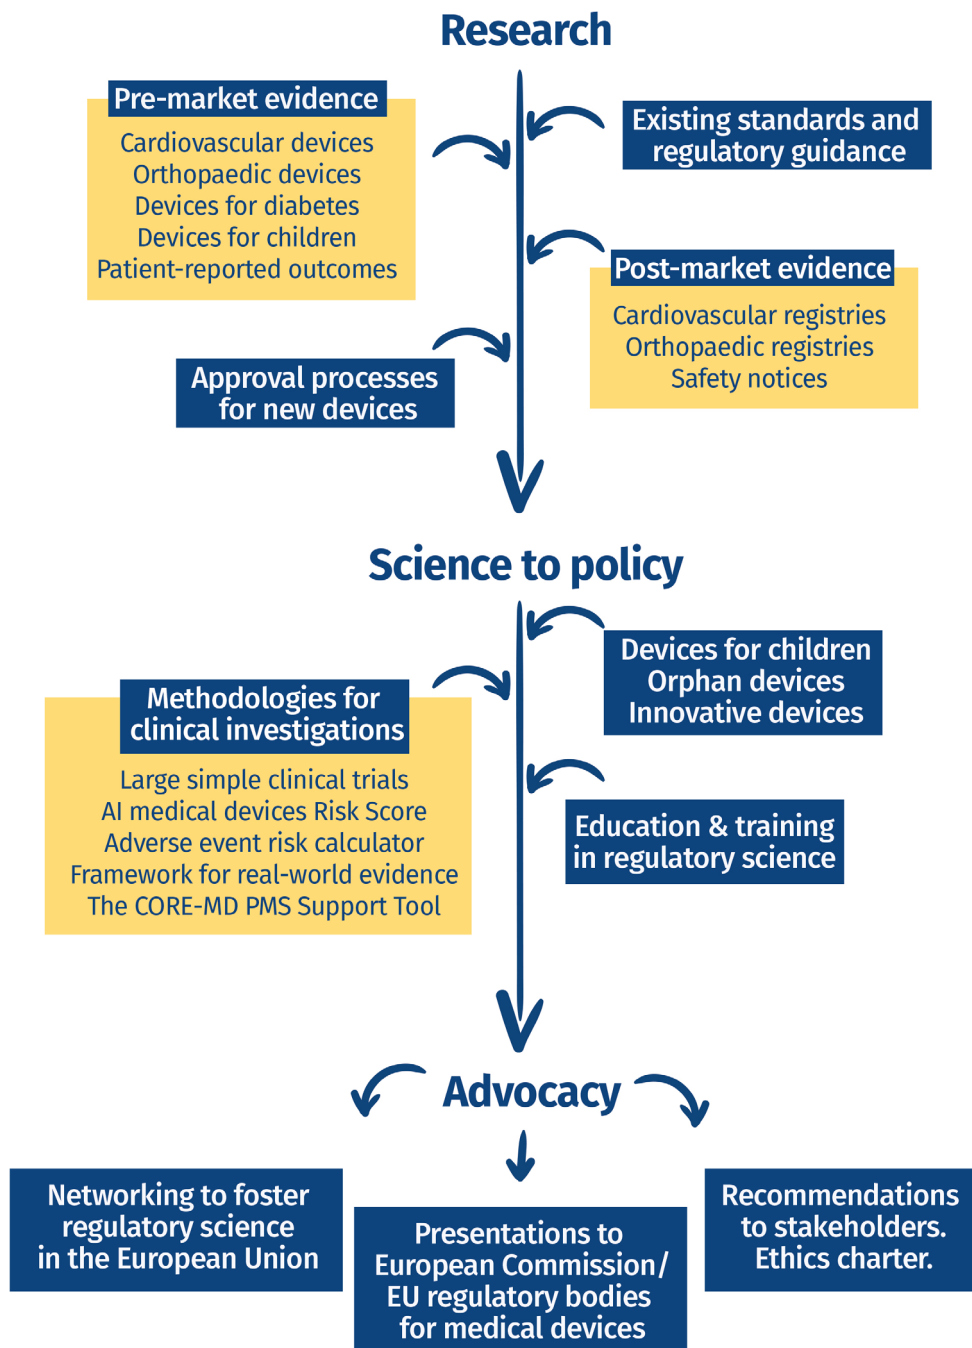 Research
Pre-market evidence
Cardiovascular devices
Orthopaedic devices
Devices for diabetes
Devices for children
Patient-reported outcomes
Existing standards and
regulatory guidance
Post-market evidence
Cardiovascular registries
Orthopaedic registries
Safety notices
Approval processes
for new devices
Science to policy
Devices for children
Orphan devices
Innovative devices
Methodologies for
clinical investigations
Large simple clinical trials
AI medical devices Risk Score
Adverse event risk calculator
Framework for real-world evidence
The CORE-MD PMS Support Tool
Education & training
in regulatory science
Advocacy
Networking to foster
regulatory science
in the European Union
Presentations to
European Commission/
EU regulatory bodies
for medical devices
Recommendations
to stakeholders.
Ethics charter.